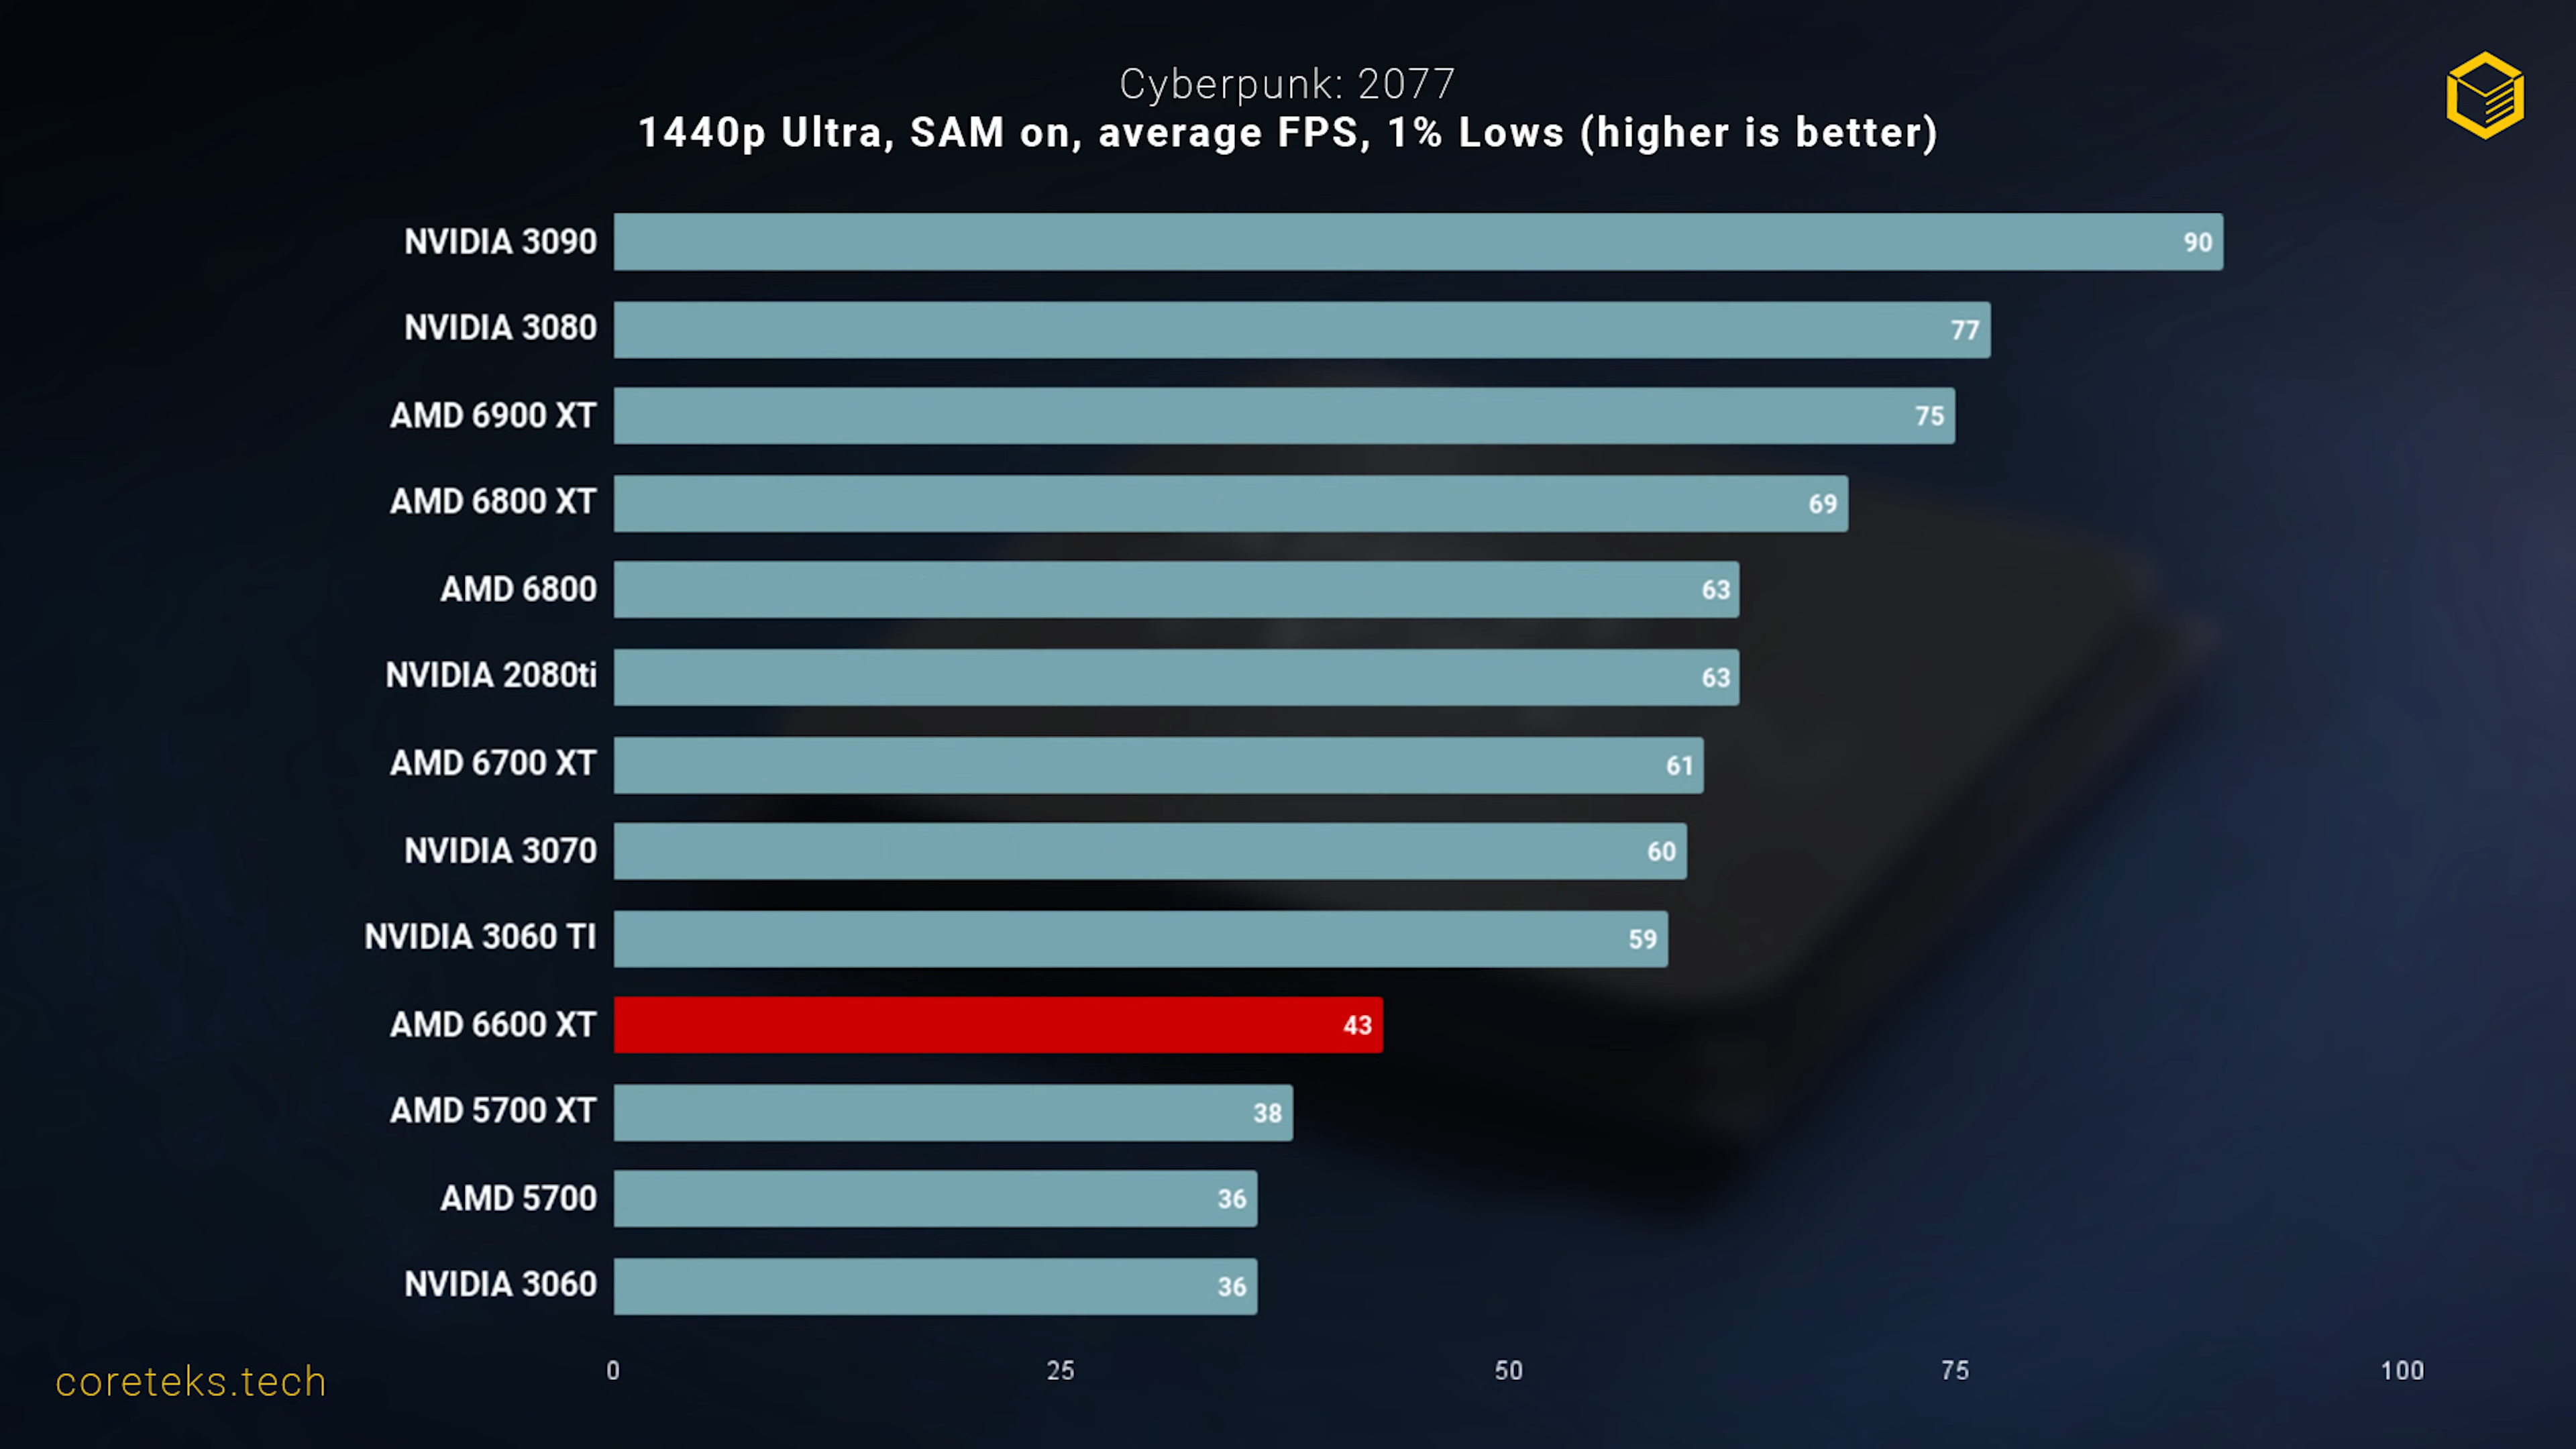 Cyberpunk: 2077
1440p Ultra, SAM on, average FPS, 1% Lows (higher is better)
NVIDIA 3090 90
NVIDIA 3080 77
AMD 6900 XT 75
AMD 6800 XT 69
AMD 6800 63
NVIDIA 2080ti 63
AMD 6700 XT 61
NVIDIA 3070 60
NVIDIA 3060 TI 59
AMD 6600 XT 43
AMD 5700 XT 38
AMD 5700 36
NVIDIA 3060 36
0 25 50 75 100
coreteks.tech